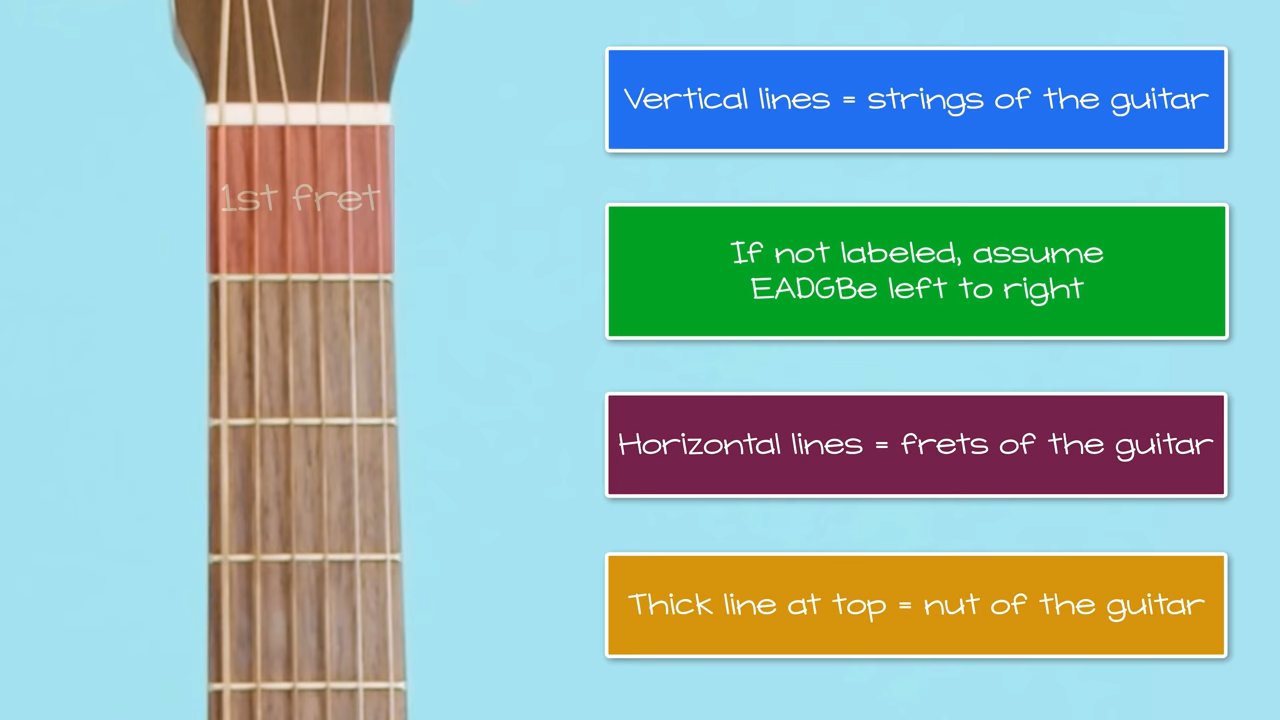 1st fret
Vertical lines = strings of the guitar
If not labeled, assume
EADGBe left to right
Horizontal lines = frets of the guitar
Thick line at top = nut of the guitar